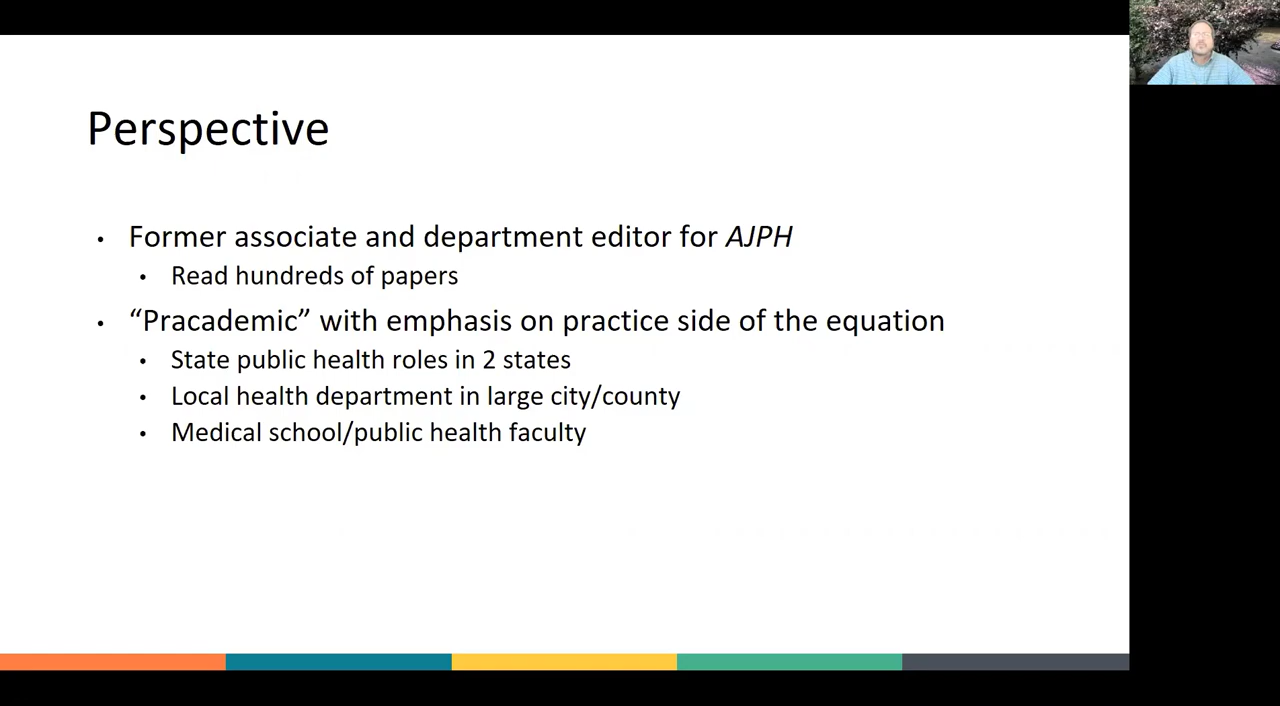 Perspective
• Former associate and department editor for AJPH
• Read hundreds of papers
• “Pracademic” with emphasis on practice side of the equation
• State public health roles in 2 states
• Local health department in large city/county
• Medical school/public health faculty